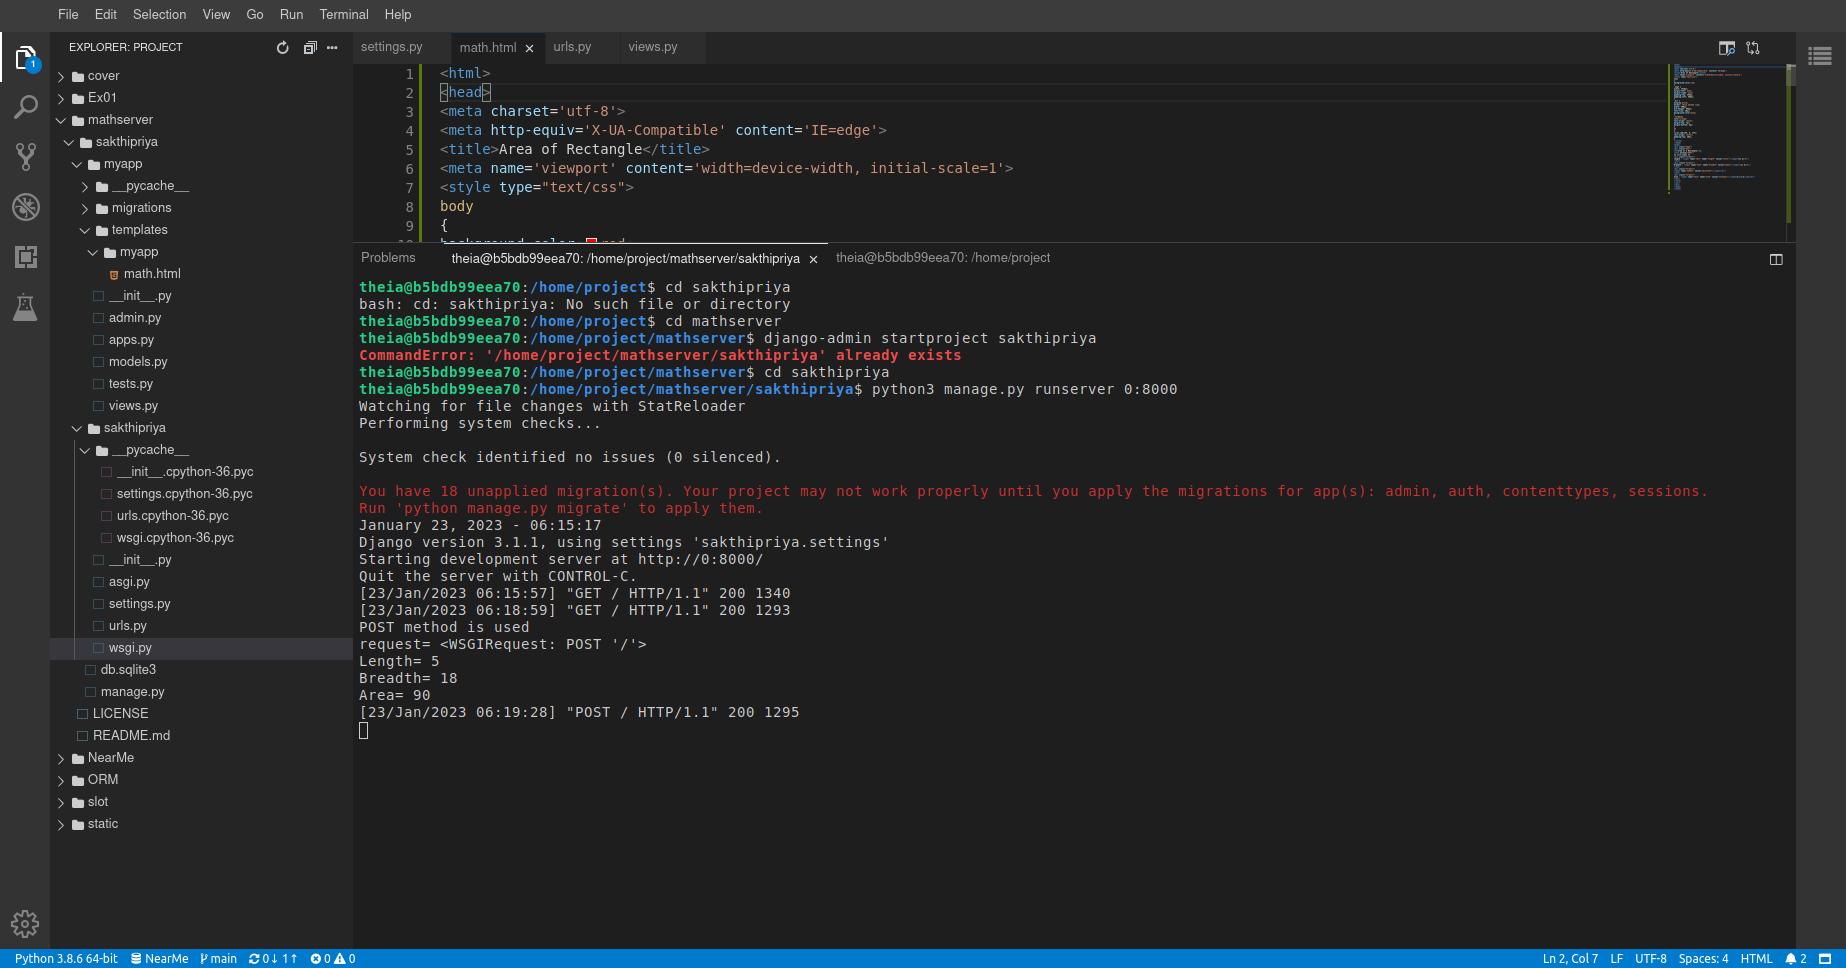 File Edit Selection View Go Run Terminal Help
EXPLORER: PROJECT
1
cover
Ex01
mathserver
sakthipriya
myapp
__pycache__
migrations
templates
myapp
math.html
__init__.py
admin.py
apps.py
models.py
tests.py
views.py
sakthipriya
__pycache__
__init__.cpython-36.pyc
settings.cpython-36.pyc
urls.cpython-36.pyc
wsgi.cpython-36.pyc
__init__.py
asgi.py
settings.py
urls.py
wsgi.py
db.sqlite3
manage.py
LICENSE
README.md
NearMe
ORM
slot
static
settings.py math.html urls.py views.py
1 <html>
2 <head>
3 <meta charset='utf-8'>
4 <meta http-equiv='X-UA-Compatible' content='IE=edge'>
5 <title>Area of Rectangle</title>
6 <meta name='viewport' content='width=device-width, initial-scale=1'>
7 <style type="text/css">
8 body
9 {
Problems theia@b5bdb99eea70: /home/project/mathserver/sakthipriya theia@b5bdb99eea70: /home/project
theia@b5bdb99eea70:/home/project$ cd sakthipriya
bash: cd: sakthipriya: No such file or directory
theia@b5bdb99eea70:/home/project$ cd mathserver
theia@b5bdb99eea70:/home/project/mathserver$ django-admin startproject sakthipriya
CommandError: '/home/project/mathserver/sakthipriya' already exists
theia@b5bdb99eea70:/home/project/mathserver$ cd sakthipriya
theia@b5bdb99eea70:/home/project/mathserver/sakthipriya$ python3 manage.py runserver 0:8000
Watching for file changes with StatReloader
Performing system checks...
System check identified no issues (0 silenced).
You have 18 unapplied migration(s). Your project may not work properly until you apply the migrations for app(s): admin, auth, contenttypes, sessions.
Run 'python manage.py migrate' to apply them.
January 23, 2023 - 06:15:17
Django version 3.1.1, using settings 'sakthipriya.settings'
Starting development server at http://0:8000/
Quit the server with CONTROL-C.
[23/Jan/2023 06:15:57] "GET / HTTP/1.1" 200 1340
[23/Jan/2023 06:18:59] "GET / HTTP/1.1" 200 1293
POST method is used
request= <WSGIRequest: POST '/'>
Length= 5
Breadth= 18
Area= 90
[23/Jan/2023 06:19:28] "POST / HTTP/1.1" 200 1295
Python 3.8.6 64-bit NearMe main 0↓ 1↑ 0 0 Ln 2, Col 7 LF UTF-8 Spaces: 4 HTML 2